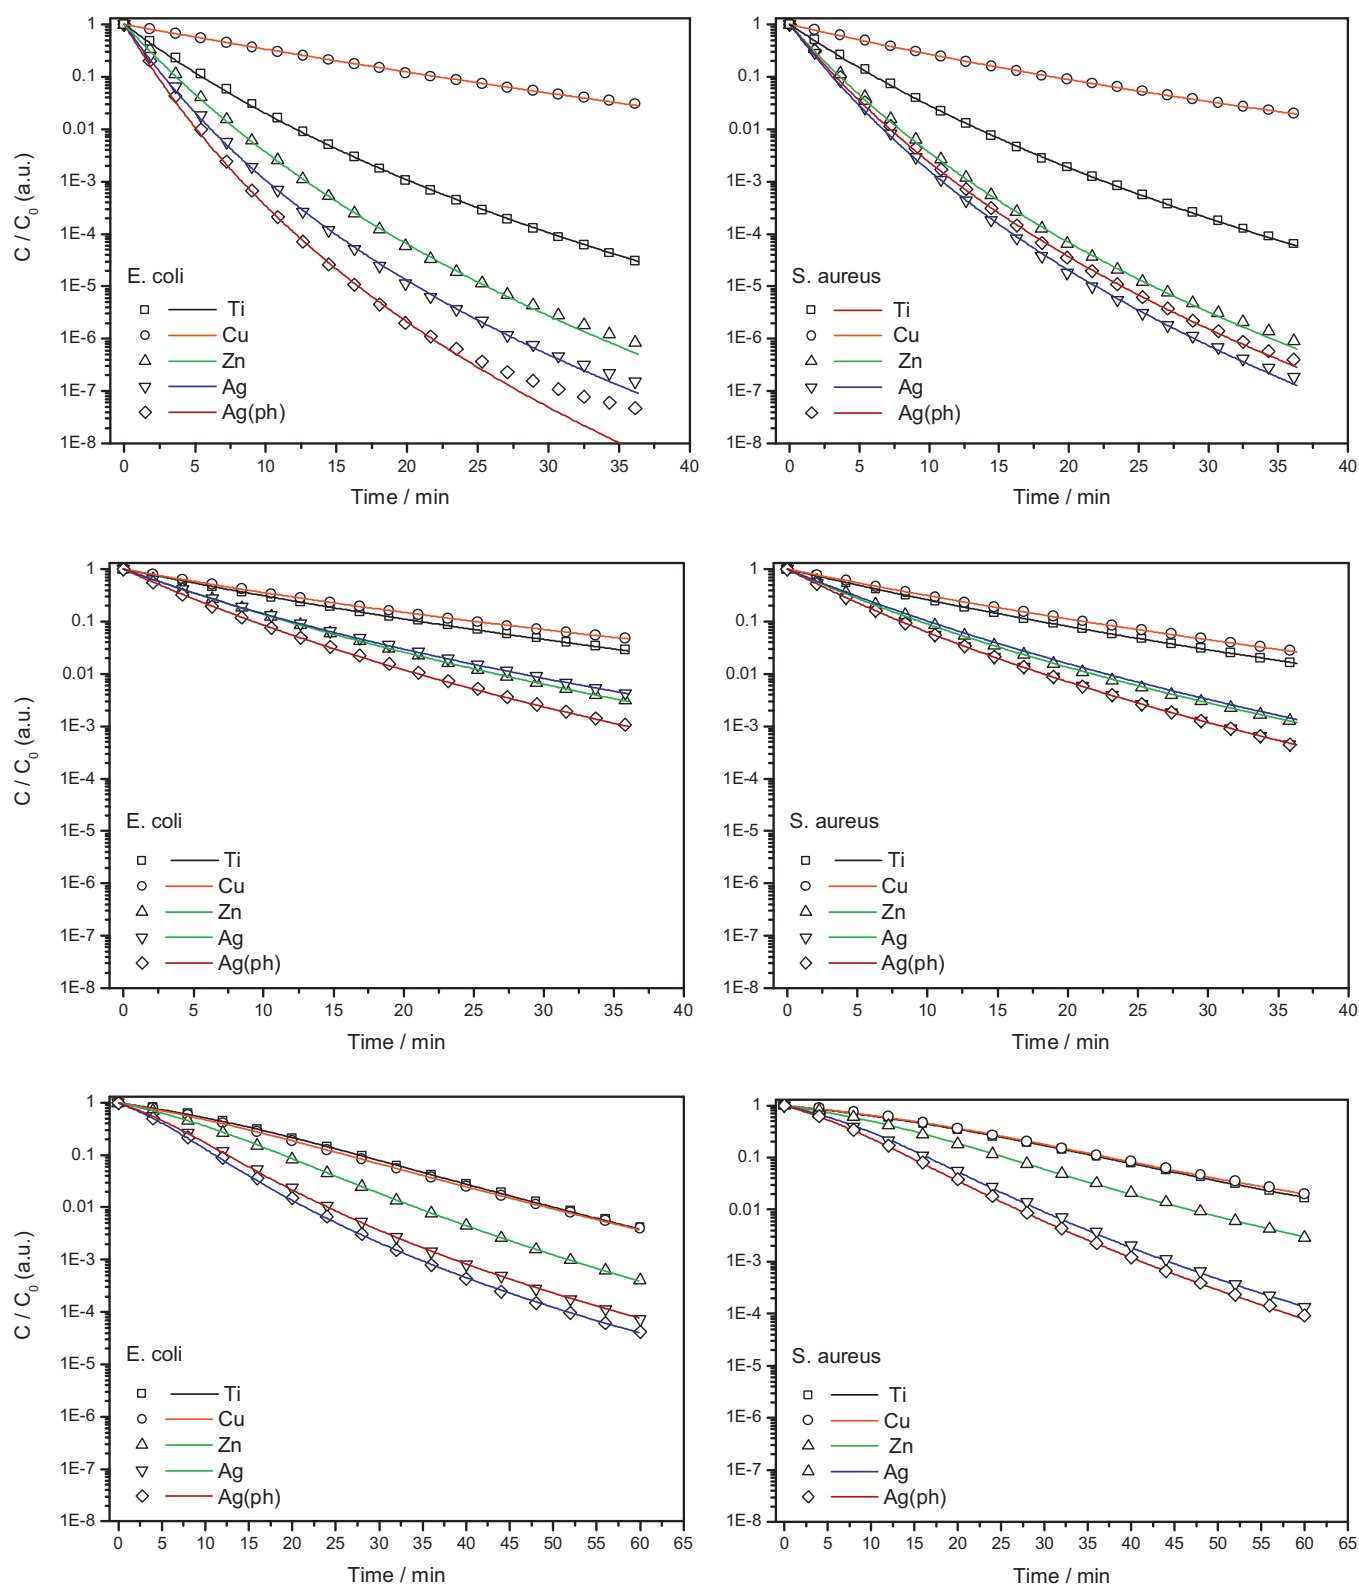 1
0.1
0.01
1E-3
1E-4
1E-5
1E-6
1E-7
1E-8
C / C0 (a.u.)
E. coli
Ti
Cu
Zn
Ag
Ag(ph)
0 5 10 15 20 25 30 35 40
Time / min
1
0.1
0.01
1E-3
1E-4
1E-5
1E-6
1E-7
1E-8
S. aureus
Ti
Cu
Zn
Ag
Ag(ph)
0 5 10 15 20 25 30 35 40
Time / min
1
0.1
0.01
1E-3
1E-4
1E-5
1E-6
1E-7
1E-8
C / C0 (a.u.)
E. coli
Ti
Cu
Zn
Ag
Ag(ph)
0 5 10 15 20 25 30 35 40
Time / min
1
0.1
0.01
1E-3
1E-4
1E-5
1E-6
1E-7
1E-8
S. aureus
Ti
Cu
Zn
Ag
Ag(ph)
0 5 10 15 20 25 30 35 40
Time / min
1
0.1
0.01
1E-3
1E-4
1E-5
1E-6
1E-7
1E-8
C / C0 (a.u.)
E. coli
Ti
Cu
Zn
Ag
Ag(ph)
0 5 10 15 20 25 30 35 40 45 50 55 60 65
Time / min
1
0.1
0.01
1E-3
1E-4
1E-5
1E-6
1E-7
1E-8
S. aureus
Ti
Cu
Zn
Ag
Ag(ph)
0 5 10 15 20 25 30 35 40 45 50 55 60 65
Time / min